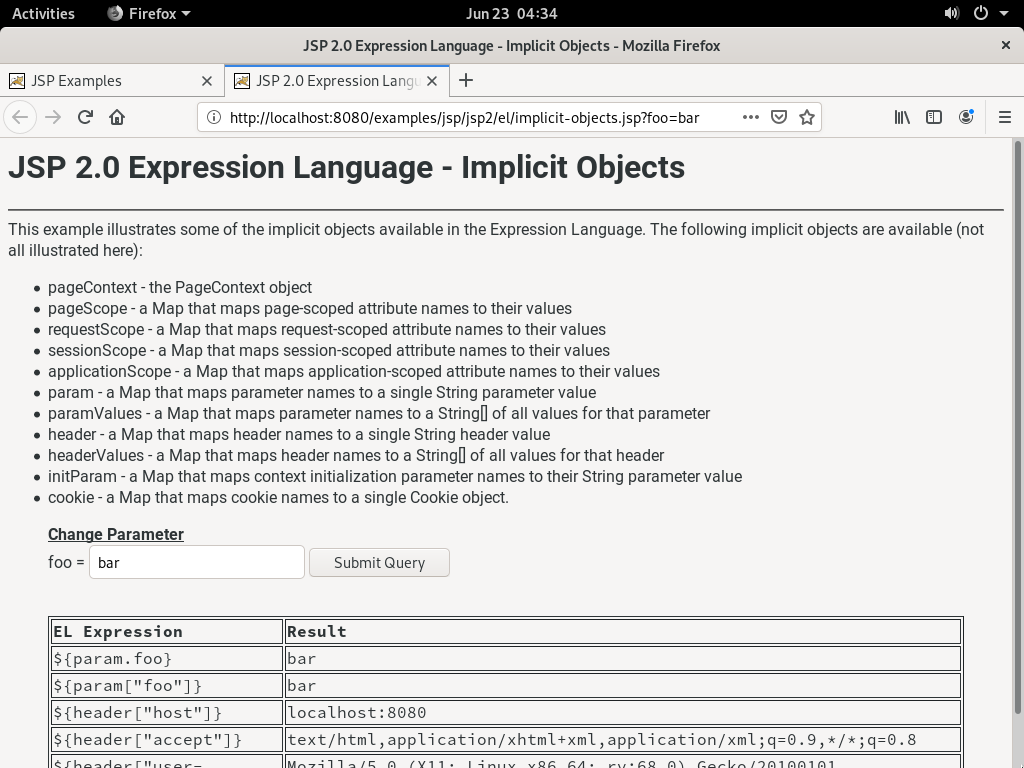 Activities Firefox Jun 23 04:34
JSP 2.0 Expression Language - Implicit Objects - Mozilla Firefox
JSP Examples JSP 2.0 Expression Langu
http://localhost:8080/examples/jsp/jsp2/el/implicit-objects.jsp?foo=bar
JSP 2.0 Expression Language - Implicit Objects
This example illustrates some of the implicit objects available in the Expression Language. The following implicit objects are available (not
all illustrated here):
• pageContext - the PageContext object
• pageScope - a Map that maps page-scoped attribute names to their values
• requestScope - a Map that maps request-scoped attribute names to their values
• sessionScope - a Map that maps session-scoped attribute names to their values
• applicationScope - a Map that maps application-scoped attribute names to their values
• param - a Map that maps parameter names to a single String parameter value
• paramValues - a Map that maps parameter names to a String[] of all values for that parameter
• header - a Map that maps header names to a single String header value
• headerValues - a Map that maps header names to a String[] of all values for that header
• initParam - a Map that maps context initialization parameter names to their String parameter value
• cookie - a Map that maps cookie names to a single Cookie object.
Change Parameter
foo = bar Submit Query
EL Expression Result
${param.foo} bar
${param["foo"]} bar
${header["host"]} localhost:8080
${header["accept"]} text/html,application/xhtml+xml,application/xml;q=0.9,*/*;q=0.8
${header["user- Mozilla/5.0 (X11; Linux x86_64; rv:68.0) Gecko/20100101